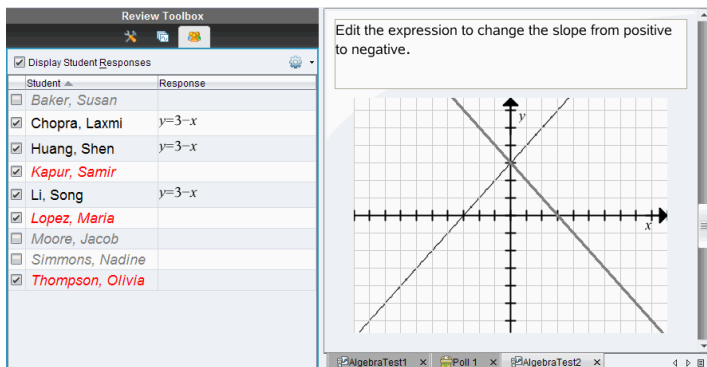 Review Toolbox
Display Student Responses
Student Response
Baker, Susan
Chopra, Laxmi y=3−x
Huang, Shen y=3−x
Kapur, Samir
Li, Song y=3−x
Lopez, Maria
Moore, Jacob
Simmons, Nadine
Thompson, Olivia
Edit the expression to change the slope from positive
to negative.
y
x
AlgebraTest1 Poll 1 AlgebraTest2